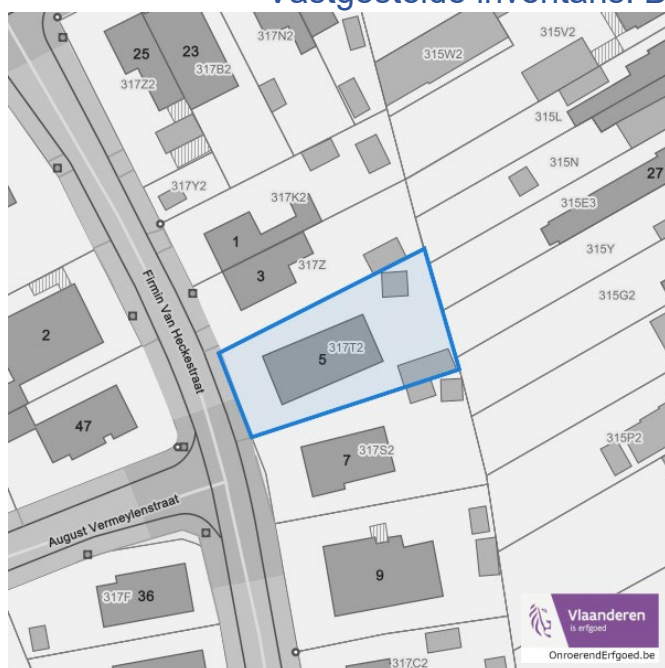 Vastgestelde Inventaris: B
317N2
315V2
25
23
317Z2
317B2
315W2
315L
317Y2
317K2
315N
27
315E3
1
3
317Z
315Y
315G2
Firmin Van Heckestraat
2
5
317T2
47
7
317S2
315P2
August Vermeylenstraat
9
36
317F
317C2
Vlaanderen
is erfgoed
OnroerendErfgoed.be